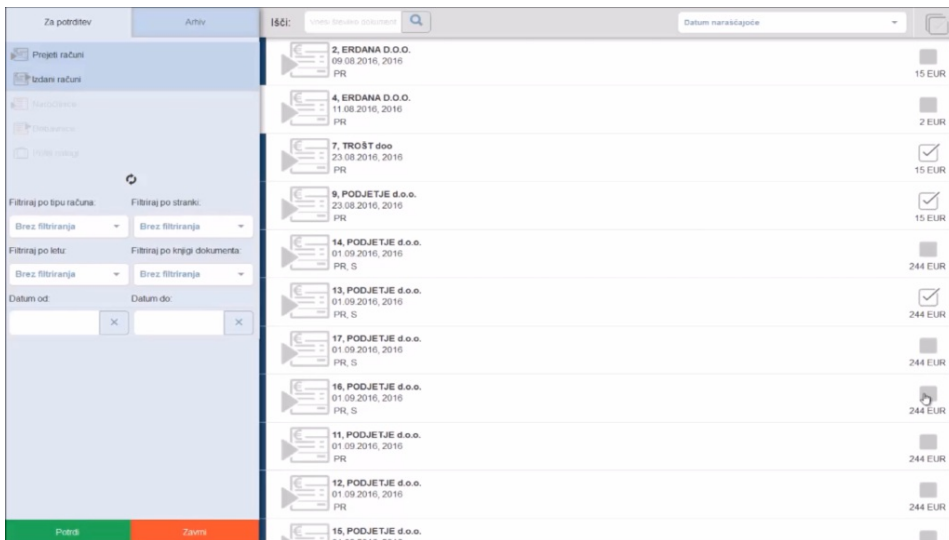 Za potrditev
Arhiv
Prejeti računi
Izdani računi
Filtriraj po tipu računa:
Filtriraj po stranki:
Brez filtriranja
Brez filtriranja
Filtriraj po letu:
Filtriraj po knjigi dokumenta:
Brez filtriranja
Brez filtriranja
Datum od:
Datum do:
Potrdi
Zavrni
Išči:
Vnesi številko dokumenta
Datum naraščajoče
2, ERDANA D.O.O.
09.08.2016, 2016
PR
15 EUR
4, ERDANA D.O.O.
11.08.2016, 2016
PR
2 EUR
7, TROŠT doo
23.08.2016, 2016
PR
15 EUR
9, PODJETJE d.o.o.
23.08.2016, 2016
PR
15 EUR
14, PODJETJE d.o.o.
01.09.2016, 2016
PR, S
244 EUR
13, PODJETJE d.o.o.
01.09.2016, 2016
PR, S
244 EUR
17, PODJETJE d.o.o.
01.09.2016, 2016
PR, S
244 EUR
16, PODJETJE d.o.o.
01.09.2016, 2016
PR, S
244 EUR
11, PODJETJE d.o.o.
01.09.2016, 2016
PR
244 EUR
12, PODJETJE d.o.o.
01.09.2016, 2016
PR
244 EUR
15, PODJETJE d.o.o.